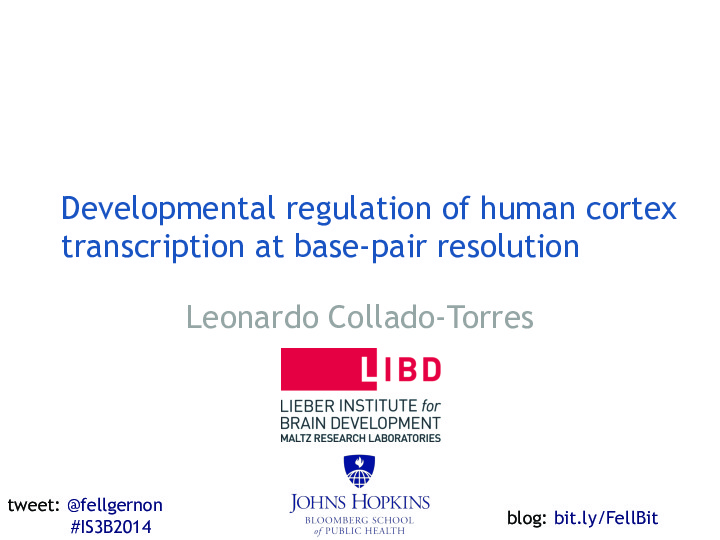 Developmental regulation of human cortex
transcription at base-pair resolution
Leonardo Collado-Torres
LIBD
LIEBER INSTITUTE for
BRAIN DEVELOPMENT
MALTZ RESEARCH LABORATORIES
JOHNS HOPKINS
BLOOMBERG SCHOOL
of PUBLIC HEALTH
tweet: @fellgernon
#IS3B2014
blog: bit.ly/FellBit